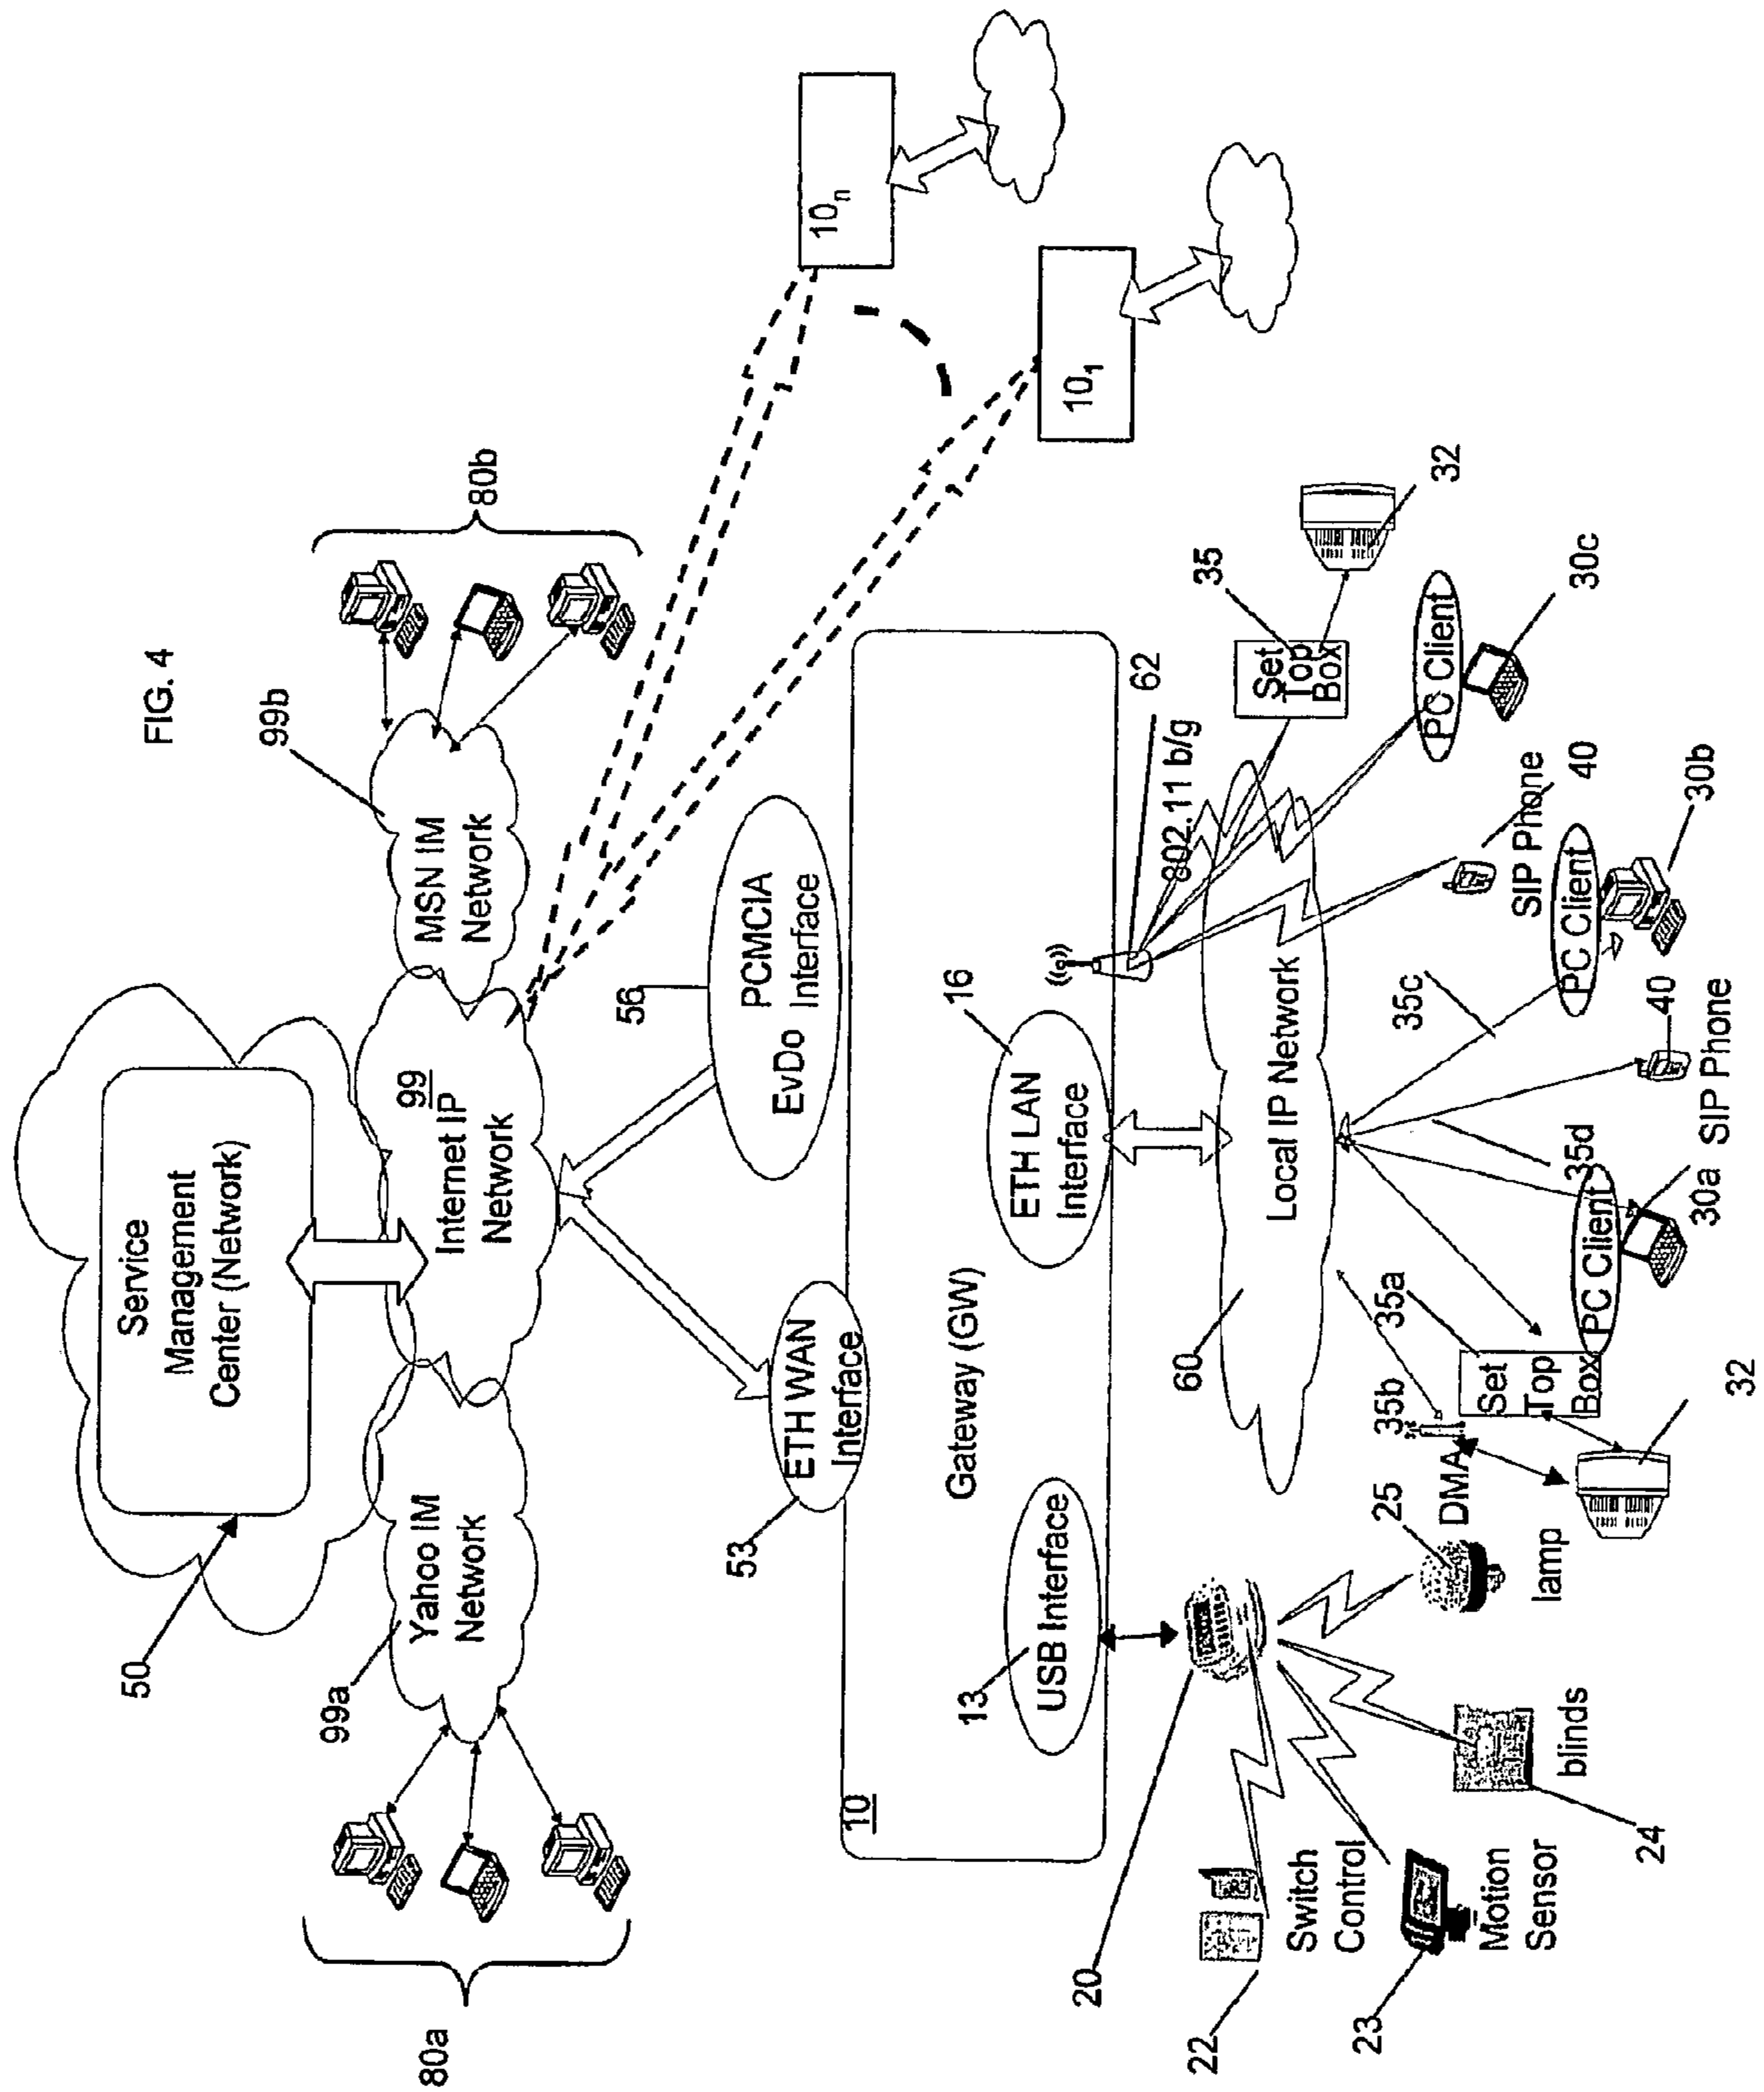 FIG. 4
50
Service
Management
Center (Network)
80a
99a
Yahoo IM
Network
99
Internet IP
Network
MSN IM
Network
99b
80b
53
ETH WAN
Interface
56
PCMCIA
EvDo Interface
10ₙ
10₁
10
Gateway (GW)
13
USB Interface
ETH LAN
Interface
16
62
802.11 b/g
60
Local IP Network
20
22
Switch
Control
23
Motion
Sensor
24
blinds
25
lamp
DMA
35b
35a
Set
Top
Box
32
PC Client
30a
35d
SIP Phone
40
35c
PC Client
30b
SIP Phone
40
PC Client
30c
35
Set
Top
Box
32